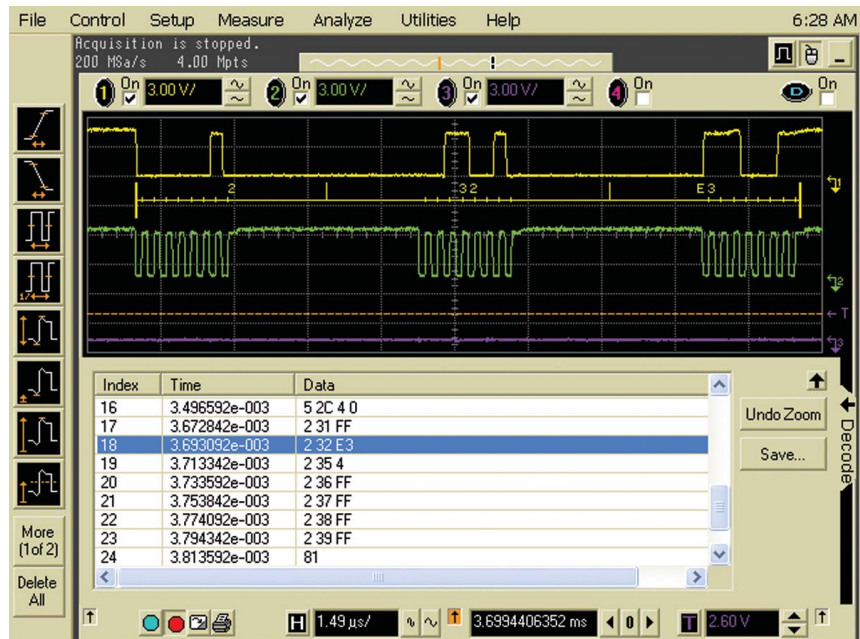 File Control Setup Measure Analyze Utilities Help 6:28 AM
Acquisition is stopped.
200 MSa/s 4.00 Mpts
1 On 3.00 V/ 2 On 3.00 V/ 3 On 3.00 V/ 4 On D On
1
2 32 E3
2
T
3
Index Time Data
16 3.496592e-003 5 2C 4 0
17 3.672842e-003 2 31 FF
18 3.693092e-003 2 32 E3
19 3.713342e-003 2 35 4
20 3.733592e-003 2 36 FF
21 3.753842e-003 2 37 FF
22 3.774092e-003 2 38 FF
23 3.794342e-003 2 39 FF
24 3.813592e-003 81
Undo Zoom
Save...
Decode
More
(1of 2)
Delete
All
H 1.49 µs/ 3.6994406352 ms 0 T 2.60 V